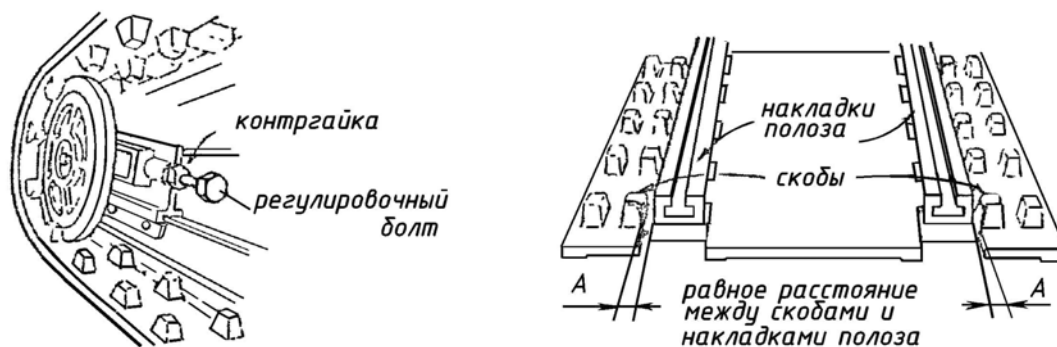 контргайка
регулировочный
болт
накладки
полоза
скобы
А
А
равное расстояние
между скобами и
накладками полоза